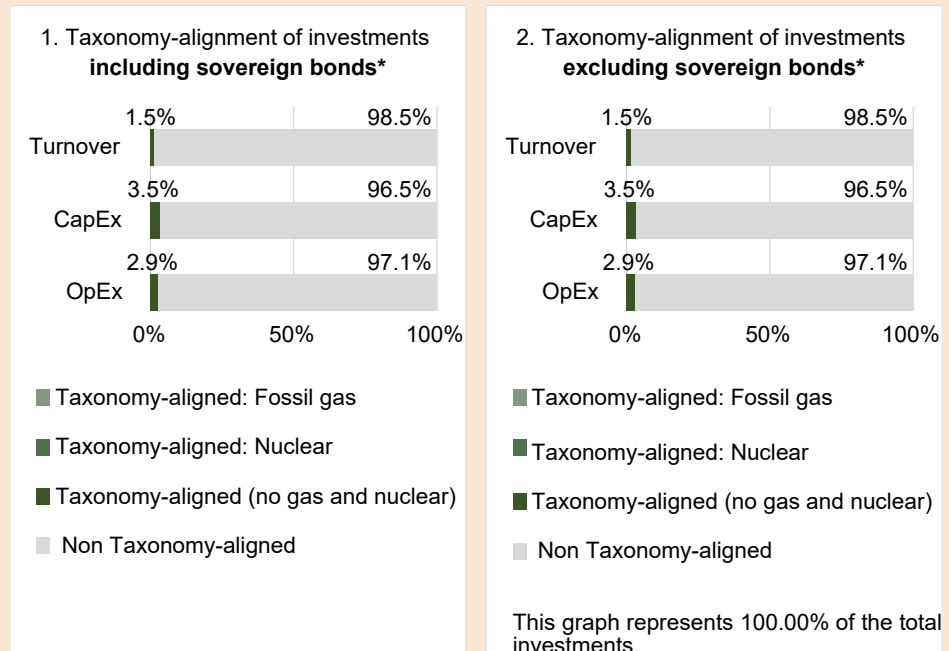 1. Taxonomy-alignment of investments
including sovereign bonds*
1.5% 98.5%
Turnover
3.5% 96.5%
CapEx
2.9% 97.1%
OpEx
0% 50% 100%
Taxonomy-aligned: Fossil gas
Taxonomy-aligned: Nuclear
Taxonomy-aligned (no gas and nuclear)
Non Taxonomy-aligned
2. Taxonomy-alignment of investments
excluding sovereign bonds*
1.5% 98.5%
Turnover
3.5% 96.5%
CapEx
2.9% 97.1%
OpEx
0% 50% 100%
Taxonomy-aligned: Fossil gas
Taxonomy-aligned: Nuclear
Taxonomy-aligned (no gas and nuclear)
Non Taxonomy-aligned
This graph represents 100.00% of the total
investments.